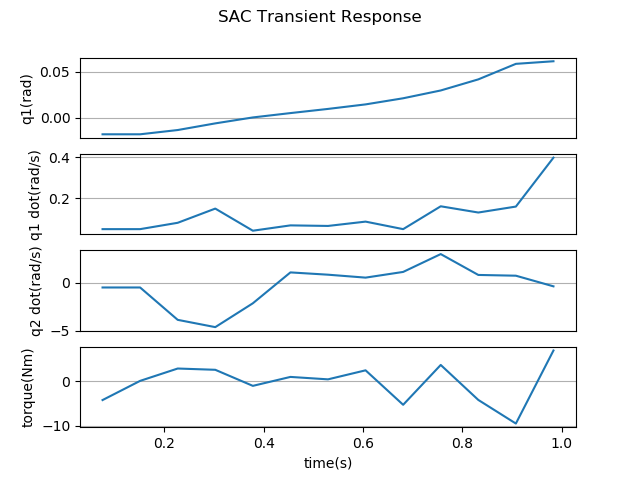 SAC Transient Response
q1(rad)
0.05
0.00
q1 dot(rad/s)
0.4
0.2
q2 dot(rad/s)
0
−5
torque(Nm)
0
−10
0.2 0.4 0.6 0.8 1.0
time(s)